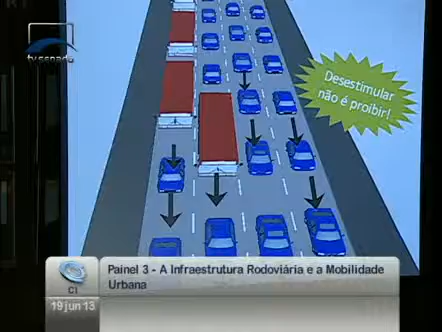 tv senado
Desestimular
não é proibir!
Painel 3 - A Infraestrutura Rodoviária e a Mobilidade
Urbana
CI
19 jun 13